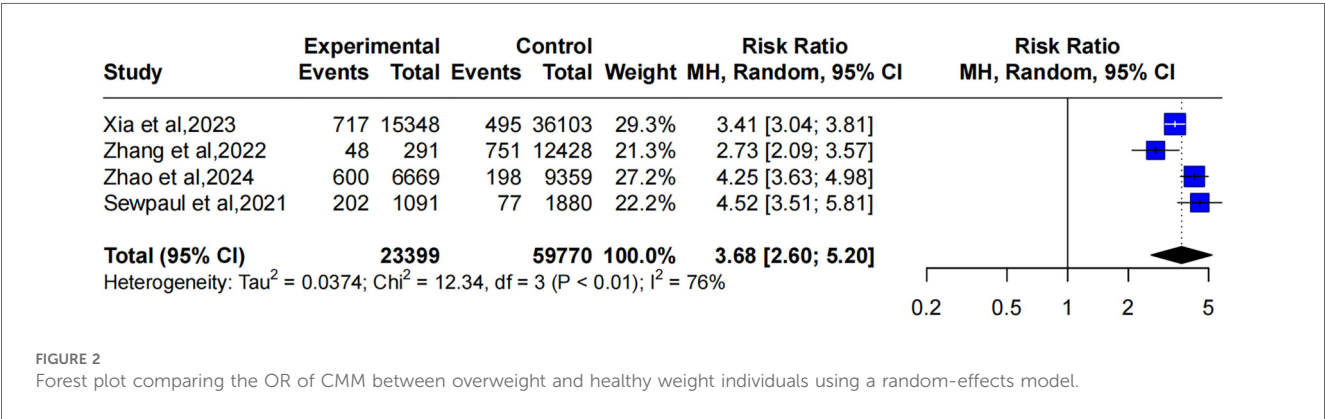 Experimental Control Risk Ratio Risk Ratio
Study Events Total Events Total Weight MH, Random, 95% CI MH, Random, 95% CI
Xia et al,2023 717 15348 495 36103 29.3% 3.41 [3.04; 3.81]
Zhang et al,2022 48 291 751 12428 21.3% 2.73 [2.09; 3.57]
Zhao et al,2024 600 6669 198 9359 27.2% 4.25 [3.63; 4.98]
Sewpaul et al,2021 202 1091 77 1880 22.2% 4.52 [3.51; 5.81]
Total (95% CI) 23399 59770 100.0% 3.68 [2.60; 5.20]
Heterogeneity: Tau² = 0.0374; Chi² = 12.34, df = 3 (P < 0.01); I² = 76%
0.2 0.5 1 2 5
FIGURE 2
Forest plot comparing the OR of CMM between overweight and healthy weight individuals using a random-effects model.